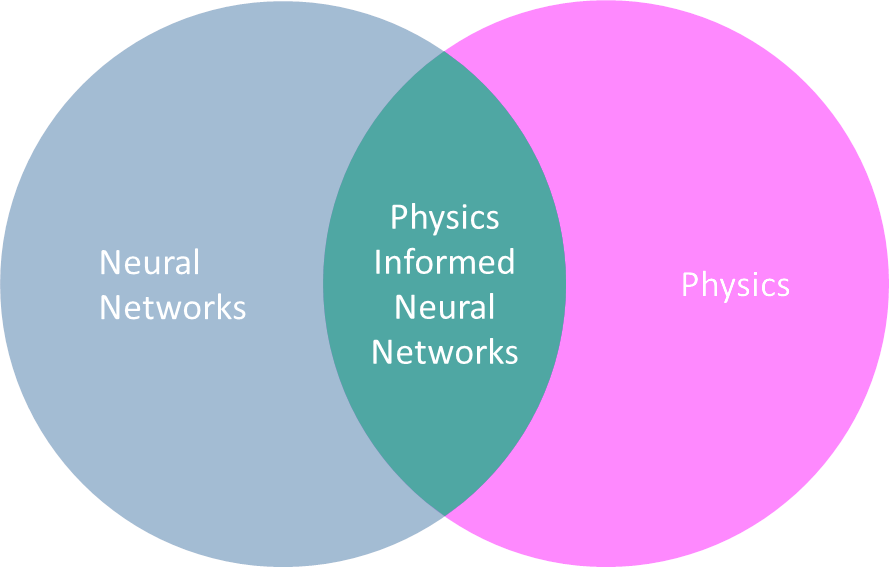 Neural
Networks
Physics
Informed
Neural
Networks
Physics